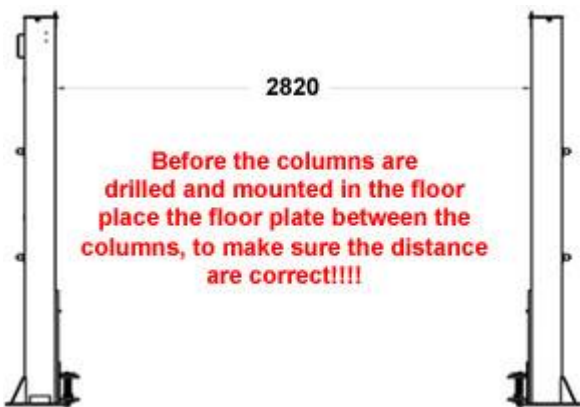 2820
Before the columns are
drilled and mounted in the floor
place the floor plate between the
columns, to make sure the distance
are correct!!!!